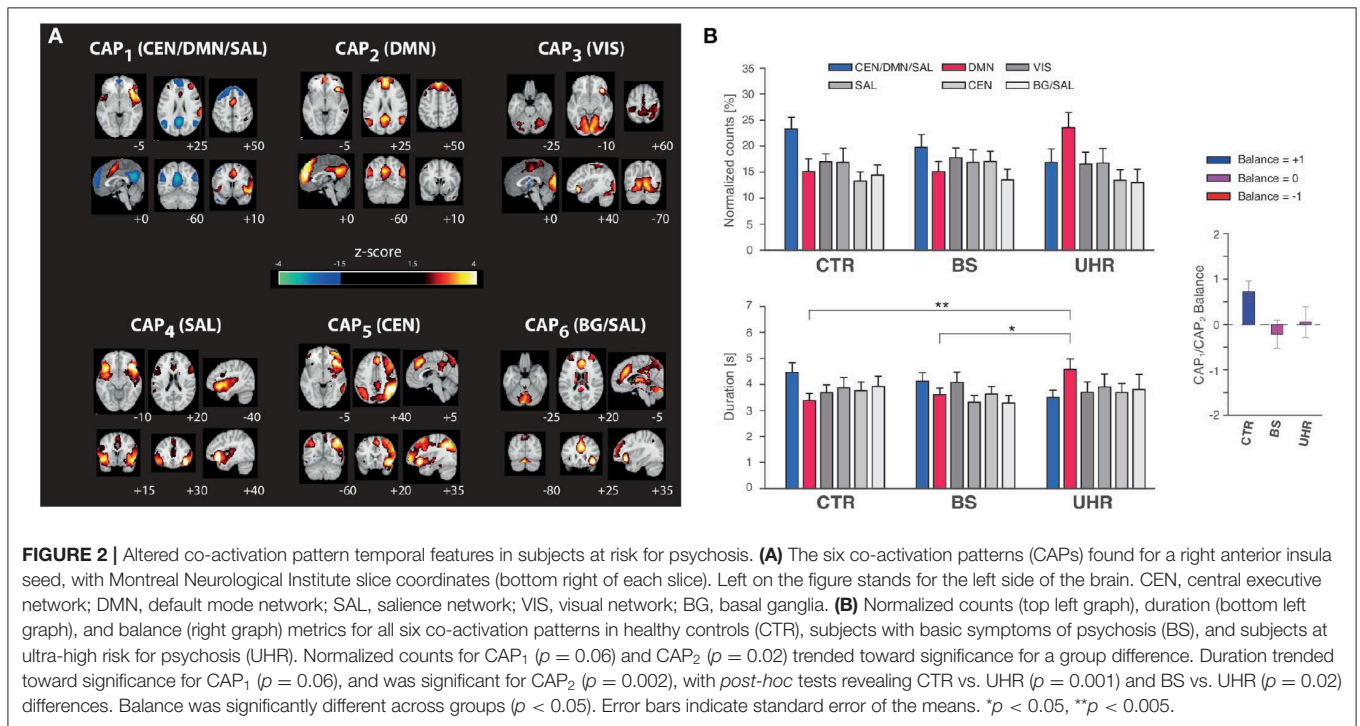 A
CAP1 (CEN/DMN/SAL)
CAP2 (DMN)
CAP3 (VIS)
-5 +25 +50
+0 -60 +10
-5 +25 +50
+0 -60 +10
-25 -10 +60
+0 +40 -70
z-score
-4 -1.5 1.5 4
CAP4 (SAL)
CAP5 (CEN)
CAP6 (BG/SAL)
-10 +20 -40
+15 +30 +40
-5 +40 +5
-60 +20 +35
-25 +20 -5
-80 +25 +35
B
CEN/DMN/SAL DMN VIS
SAL CEN BG/SAL
Normalized counts [%]
35
30
25
20
15
10
5
0
CTR BS UHR
Duration [s]
7
6
5
4
3
2
1
0
**
*
CTR BS UHR
Balance = +1
Balance = 0
Balance = -1
CAP1/CAP2 Balance
2
1
0
-1
-2
CTR BS UHR
FIGURE 2 | Altered co-activation pattern temporal features in subjects at risk for psychosis. (A) The six co-activation patterns (CAPs) found for a right anterior insula
seed, with Montreal Neurological Institute slice coordinates (bottom right of each slice). Left on the figure stands for the left side of the brain. CEN, central executive
network; DMN, default mode network; SAL, salience network; VIS, visual network; BG, basal ganglia. (B) Normalized counts (top left graph), duration (bottom left
graph), and balance (right graph) metrics for all six co-activation patterns in healthy controls (CTR), subjects with basic symptoms of psychosis (BS), and subjects at
ultra-high risk for psychosis (UHR). Normalized counts for CAP1 (p = 0.06) and CAP2 (p = 0.02) trended toward significance for a group difference. Duration trended
toward significance for CAP1 (p = 0.06), and was significant for CAP2 (p = 0.002), with post-hoc tests revealing CTR vs. UHR (p = 0.001) and BS vs. UHR (p = 0.02)
differences. Balance was significantly different across groups (p < 0.05). Error bars indicate standard error of the means. *p < 0.05, **p < 0.005.